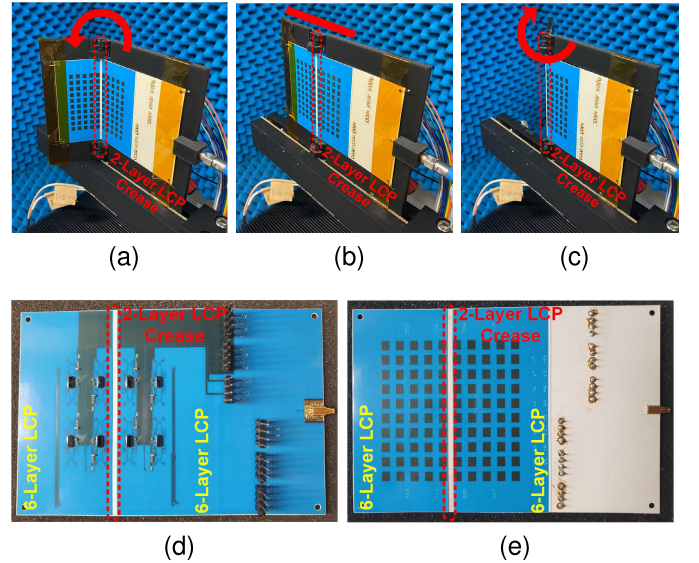 2-Layer LCP
Crease
2-Layer LCP
Crease
2-Layer LCP
Crease
(a)
(b)
(c)
2-Layer LCP
Crease
6-Layer LCP
6-Layer LCP
2-Layer LCP
Crease
6-Layer LCP
6-Layer LCP
(d)
(e)